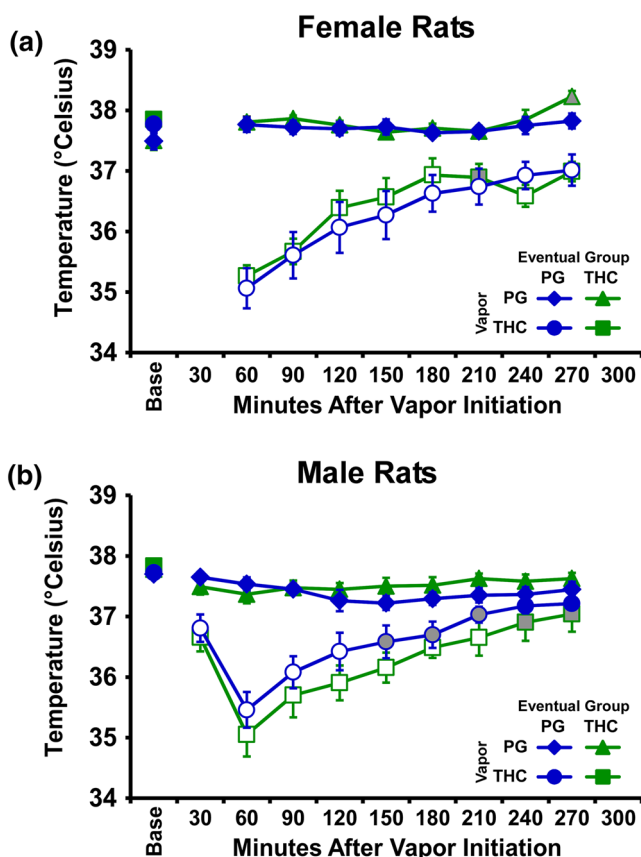 (a)
Female Rats
39
38
37
36
35
34
Temperature (°Celsius)
Eventual Group
PG THC
Vapor
PG
THC
Base 30 60 90 120 150 180 210 240 270 300
Minutes After Vapor Initiation
(b)
Male Rats
39
38
37
36
35
34
Temperature (°Celsius)
Eventual Group
PG THC
Vapor
PG
THC
Base 30 60 90 120 150 180 210 240 270 300
Minutes After Vapor Initiation